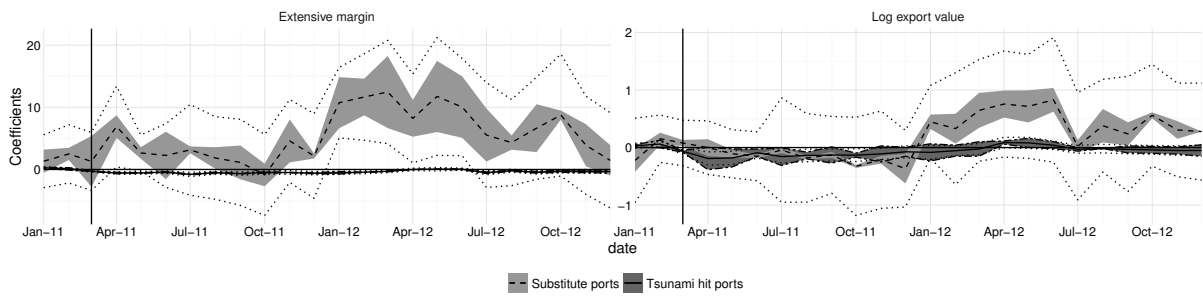 Extensive margin
Log export value
Coefficients
20
10
0
2
1
0
−1
Jan−11 Apr−11 Jul−11 Oct−11 Jan−12 Apr−12 Jul−12 Oct−12
Jan−11 Apr−11 Jul−11 Oct−11 Jan−12 Apr−12 Jul−12 Oct−12
date
Substitute ports Tsunami hit ports